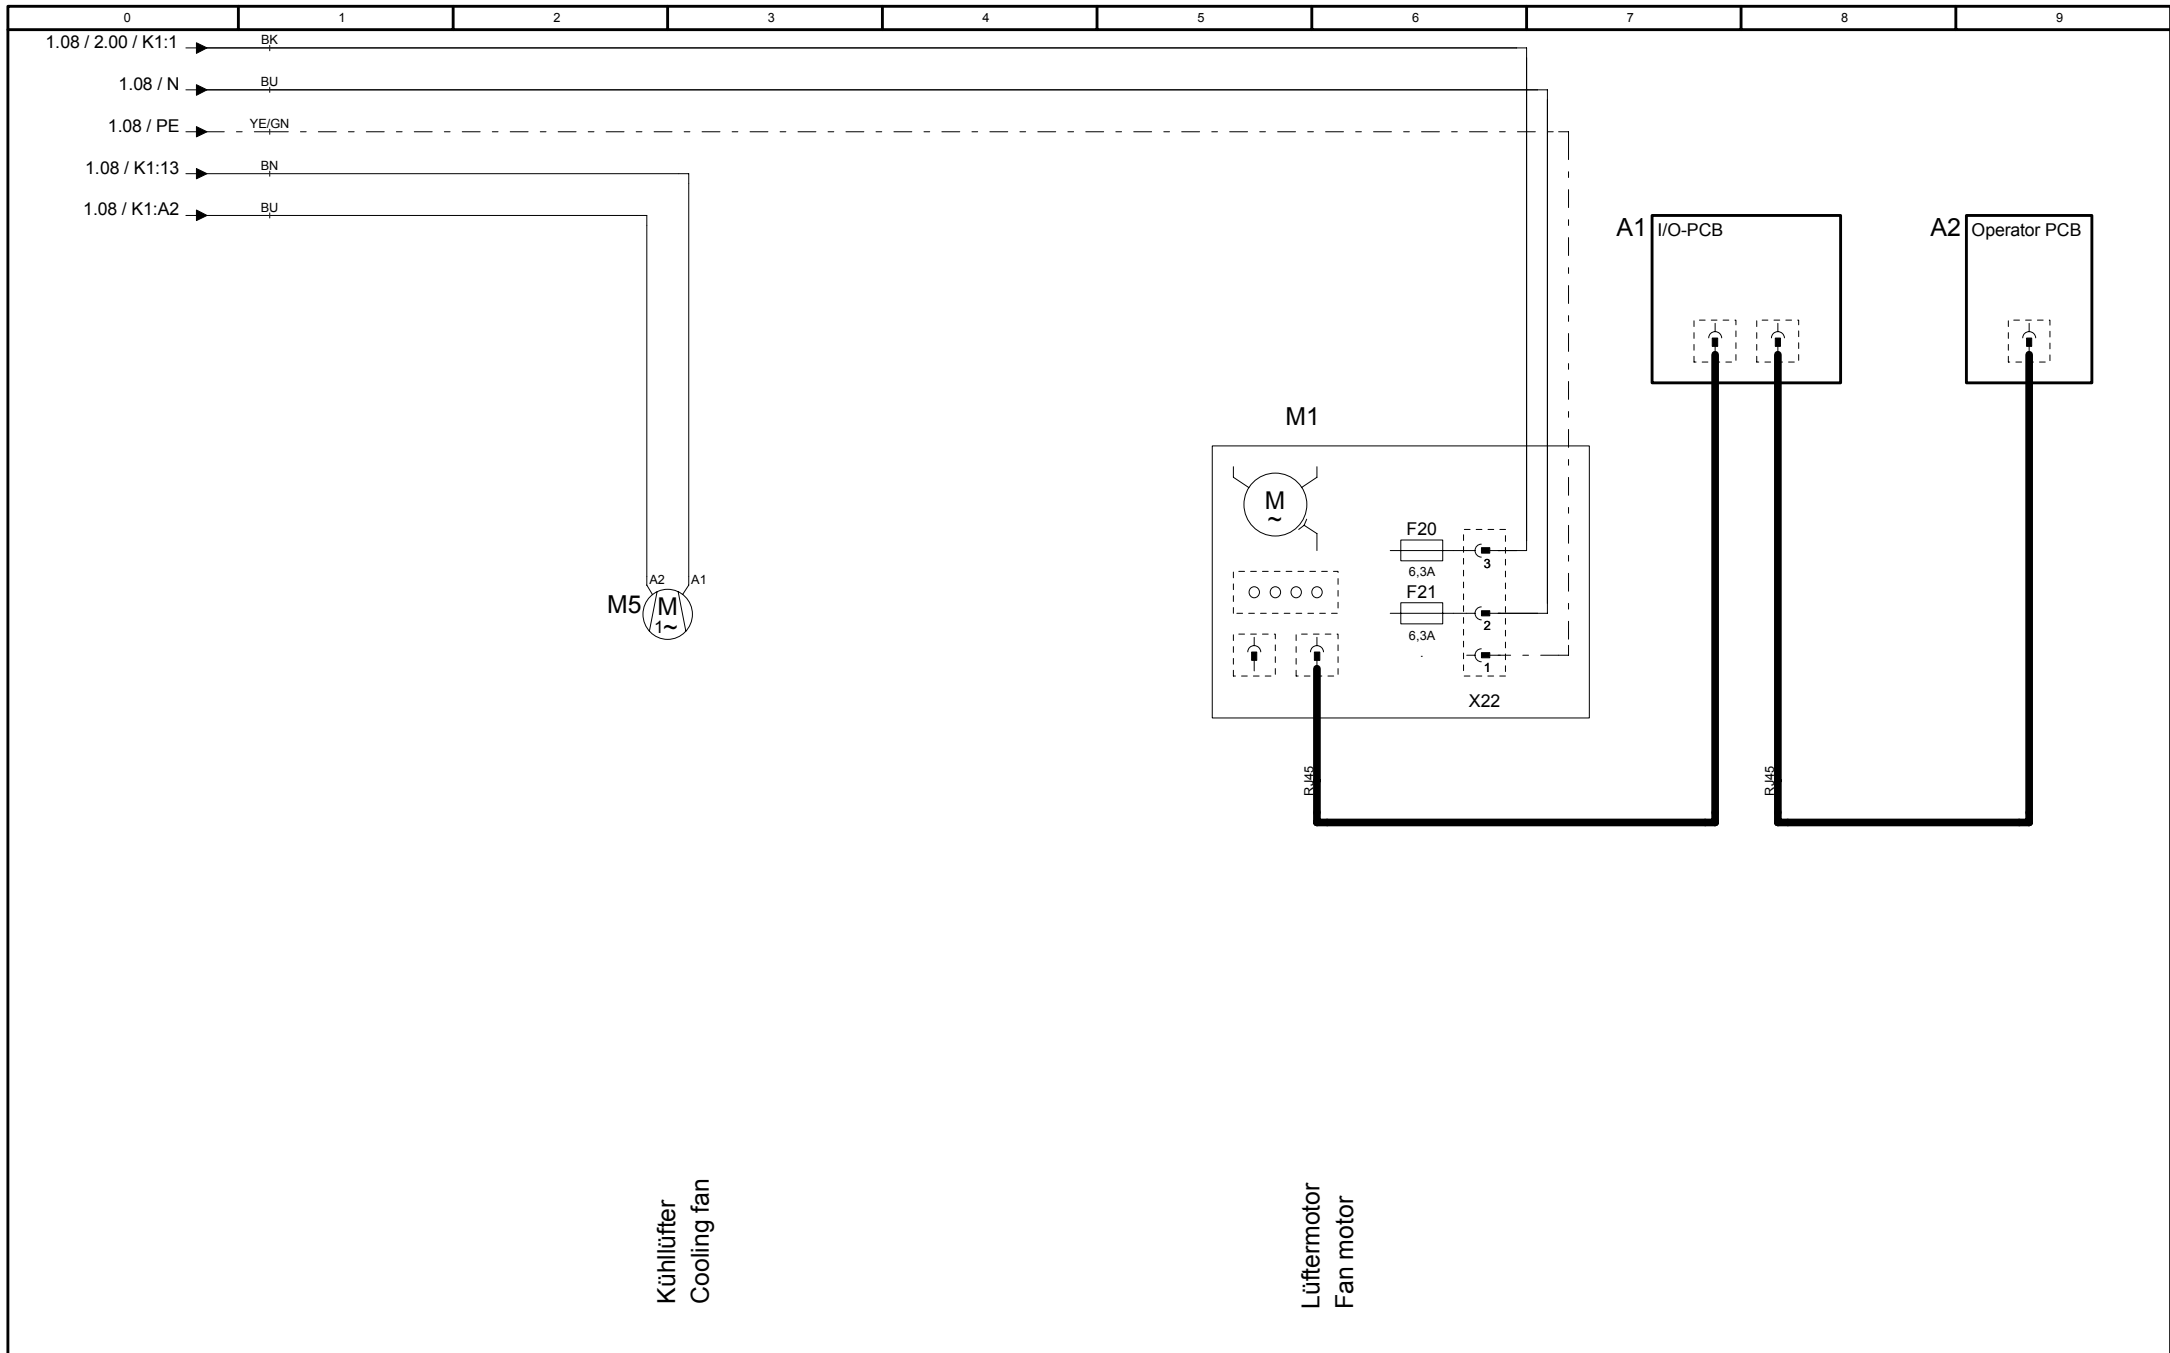 0 1 2 3 4 5 6 7 8 9
1.08 / 2.00 / K1:1 BK
1.08 / N BU
1.08 / PE YE/GN
1.08 / K1:13 BN
1.08 / K1:A2 BU
A1 I/O-PCB
A2 Operator PCB
M1
M
~
F20
3
6,3A
F21
2
6,3A
1
X22
A2 A1
M5 M
1~
RJ45
RJ45
Kühllüfter
Cooling fan
Lüftermotor
Fan motor